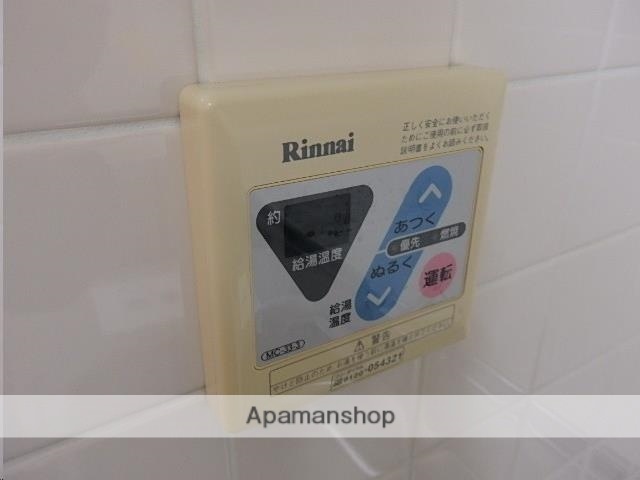 Rinnai
正しく安全にお使いいただく
ためにご使用の前に必ず取扱
説明書をよくお読みください。
約
給湯温度
あつく
優先 燃焼
ぬるく
運転
給湯
温度
MC-33-3
⚠警告
Apamanshop